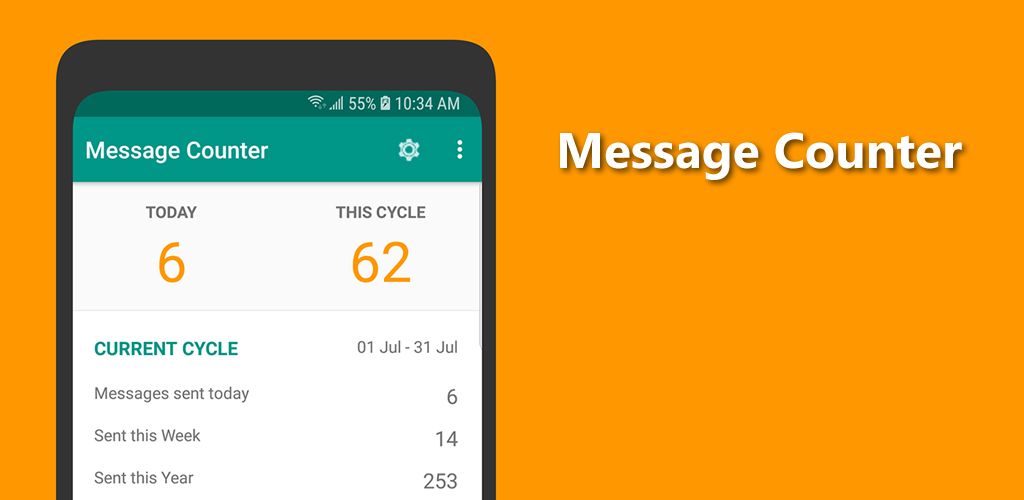 55% 10:34 AM
Message Counter
Message Counter
TODAY THIS CYCLE
6 62
CURRENT CYCLE 01 Jul - 31 Jul
Messages sent today 6
Sent this Week 14
Sent this Year 253